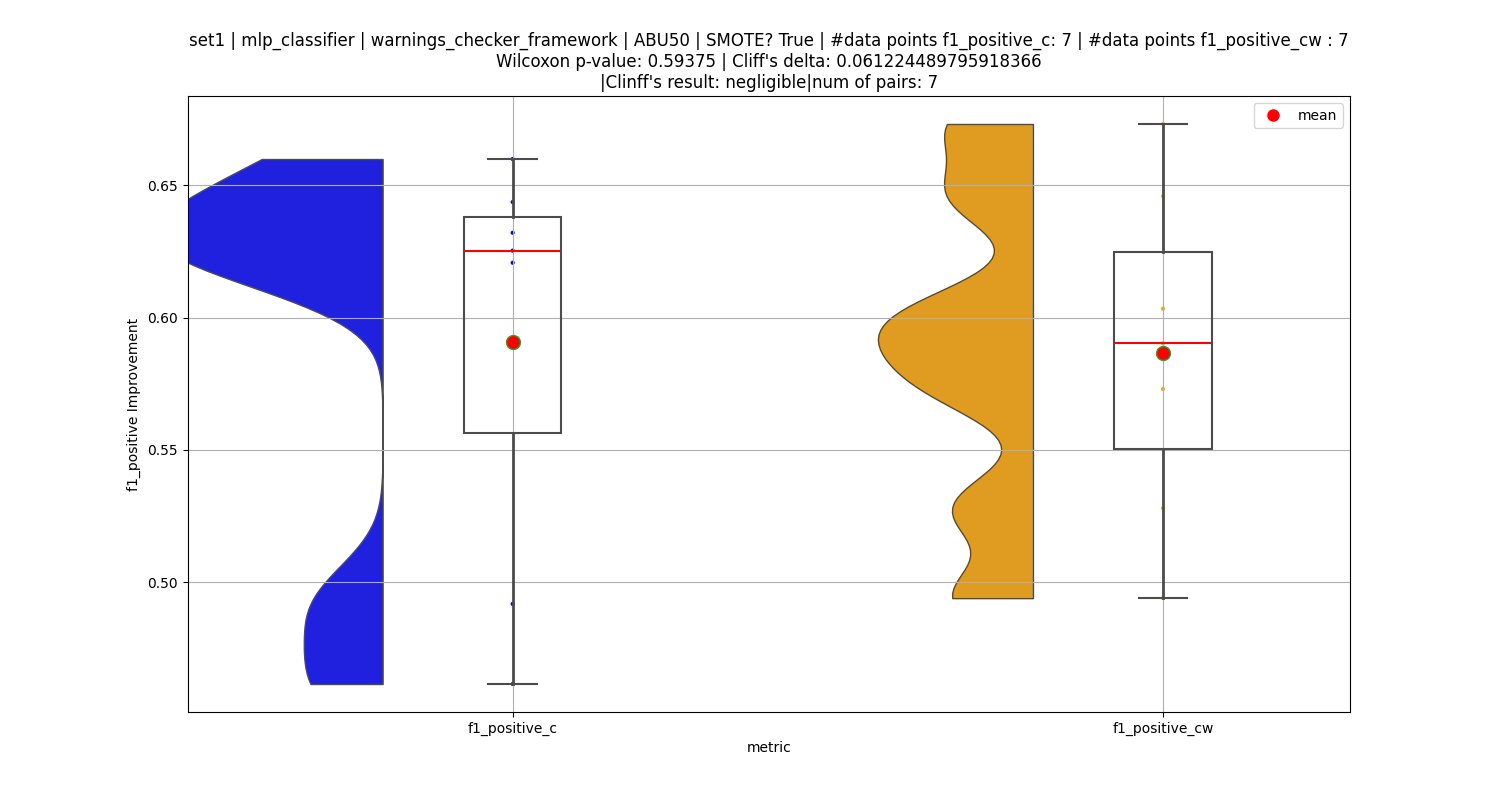 set1 | mlp_classifier | warnings_checker_framework | ABU50 | SMOTE? True | #data points f1_positive_c: 7 | #data points f1_positive_cw : 7
Wilcoxon p-value: 0.59375 | Cliff's delta: 0.061224489795918366
|Clinff's result: negligible|num of pairs: 7
mean
0.65
0.60
0.55
0.50
f1_positive Improvement
f1_positive_c
f1_positive_cw
metric